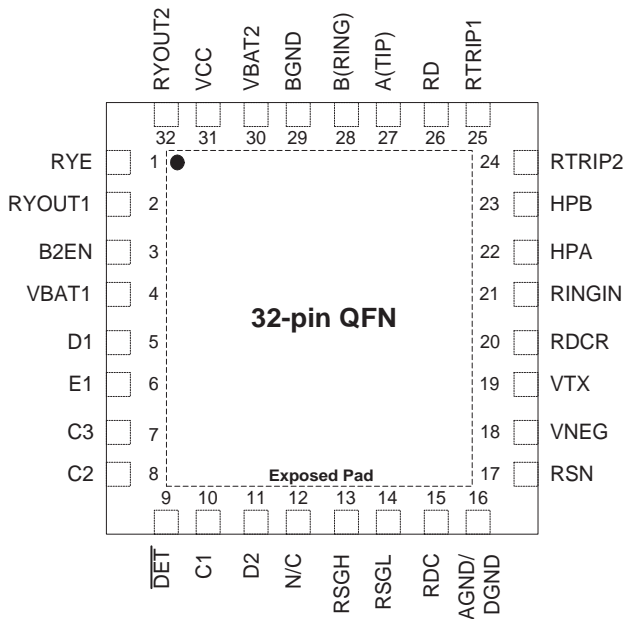 RYOUT2 VCC VBAT2 BGND B(RING) A(TIP) RD RTRIP1
32 31 30 29 28 27 26 25
RYE 1 24 RTRIP2
RYOUT1 2 23 HPB
B2EN 3 22 HPA
VBAT1 4 21 RINGIN
32-pin QFN
D1 5 20 RDCR
E1 6 19 VTX
C3 7 18 VNEG
C2 8 17 RSN
Exposed Pad
9 10 11 12 13 14 15 16
DET C1 D2 N/C RSGH RSGL RDC AGND/
DGND